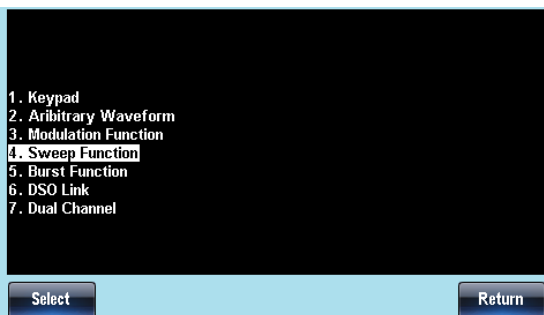 1. Keypad
2. Aribitrary Waveform
3. Modulation Function
4. Sweep Function
5. Burst Function
6. DSO Link
7. Dual Channel
Select
Return